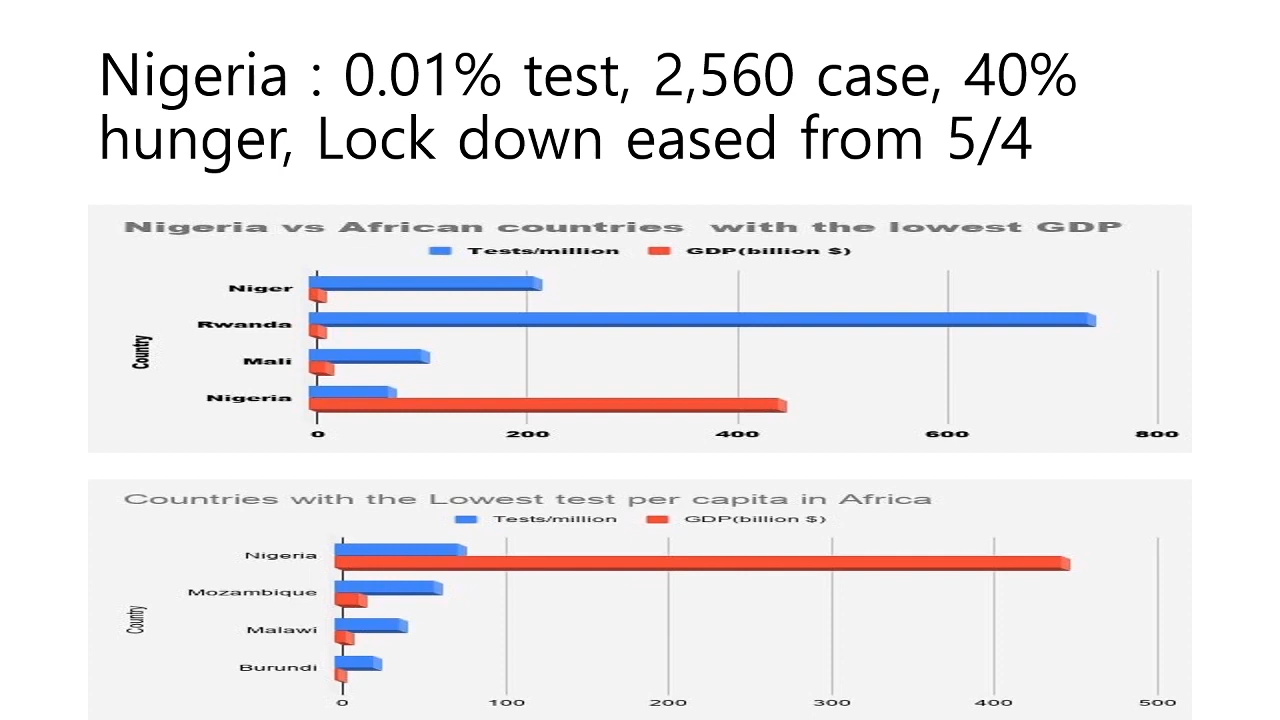 Nigeria : 0.01% test, 2,560 case, 40%
hunger, Lock down eased from 5/4
Nigeria vs African countries with the lowest GDP
Tests/million GDP(billion $)
Niger
Rwanda
Mali
Nigeria
Country
0 200 400 600 800
Countries with the Lowest test per capita in Africa
Tests/million GDP(billion $)
Nigeria
Mozambique
Malawi
Burundi
Country
0 100 200 300 400 500